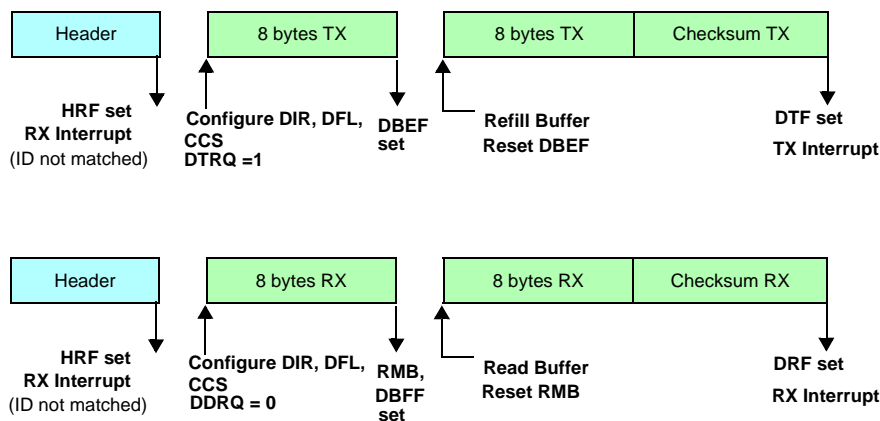 Header
8 bytes TX
8 bytes TX
Checksum TX
HRF set
RX Interrupt
(ID not matched)
Configure DIR, DFL,
CCS
DTRQ =1
DBEF
set
Refill Buffer
Reset DBEF
DTF set
TX Interrupt
Header
8 bytes RX
8 bytes RX
Checksum RX
HRF set
RX Interrupt
(ID not matched)
Configure DIR, DFL,
CCS
DDRQ = 0
RMB,
DBFF
set
Read Buffer
Reset RMB
DRF set
RX Interrupt